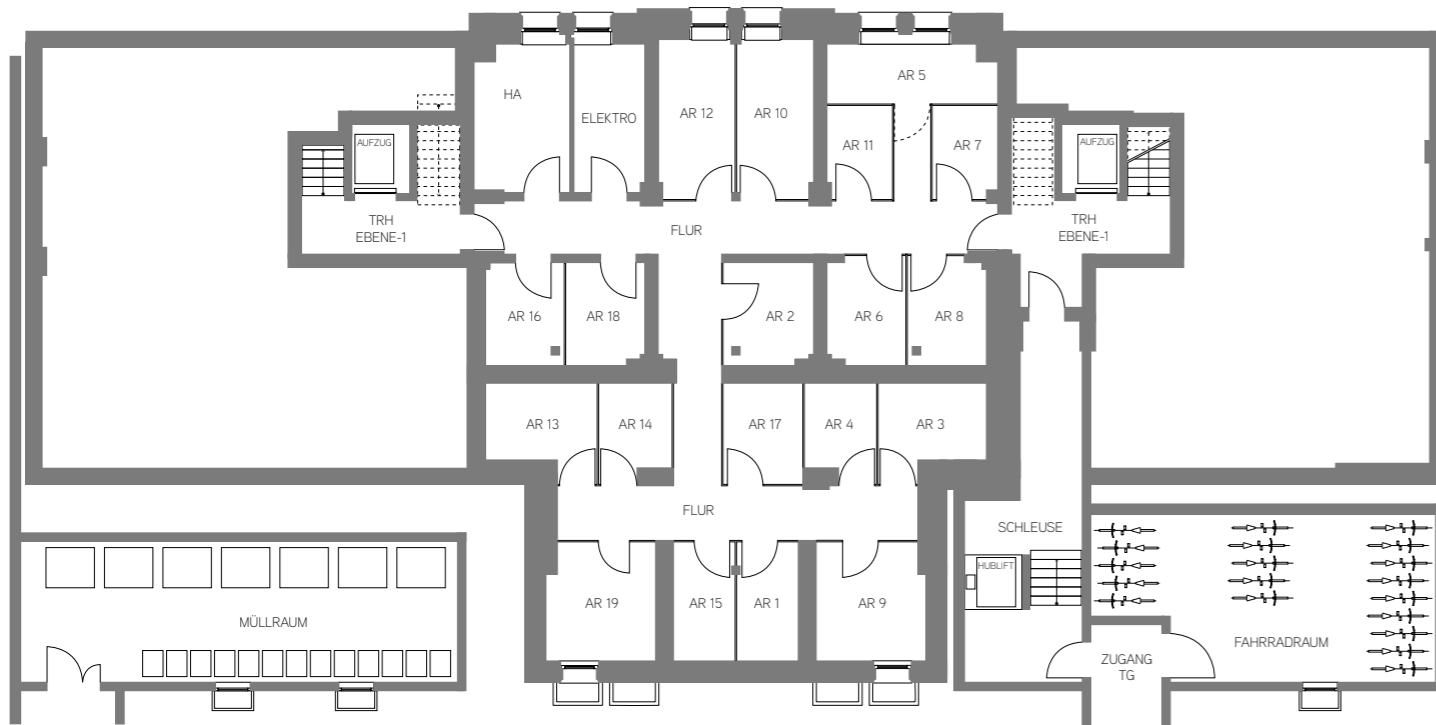 AR 5
HA
AR 12
AR 10
ELEKTRO
AUFZUG
AR 11
AR 7
AUFZUG
TRH
EBENE-1
FLUR
TRH
EBENE-1
AR 16
AR 18
AR 2
AR 6
AR 8
AR 13
AR 14
AR 17
AR 4
AR 3
FLUR
SCHLEUSE
HUBLIFT
AR 19
AR 15
AR 1
AR 9
MÜLLRAUM
FAHRRADRAUM
ZUGANG
TG